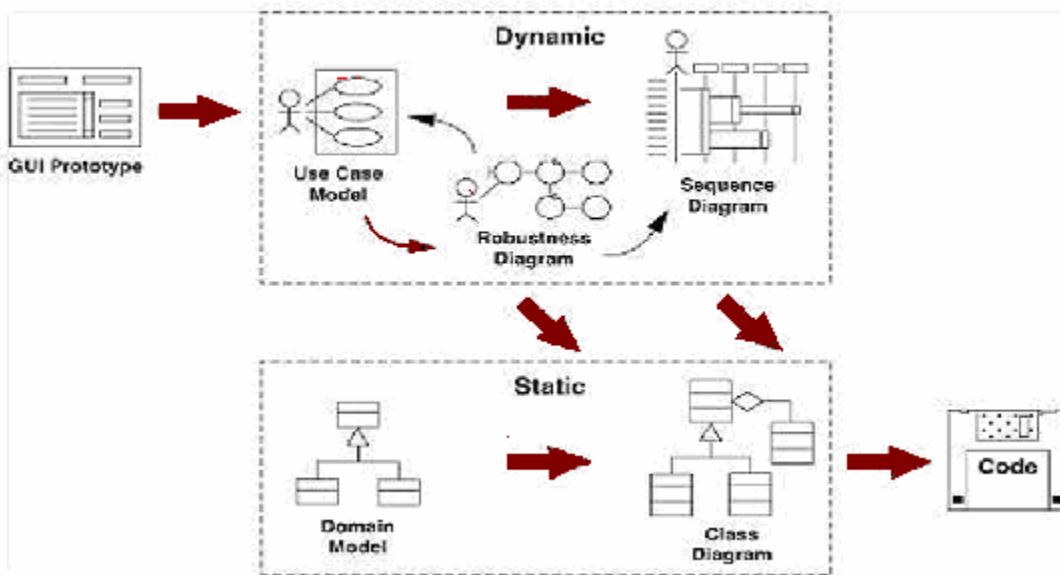 Dynamic
GUI Prototype
Use Case
Model
Sequence
Diagram
Robustness
Diagram
Static
Code
Domain
Model
Class
Diagram